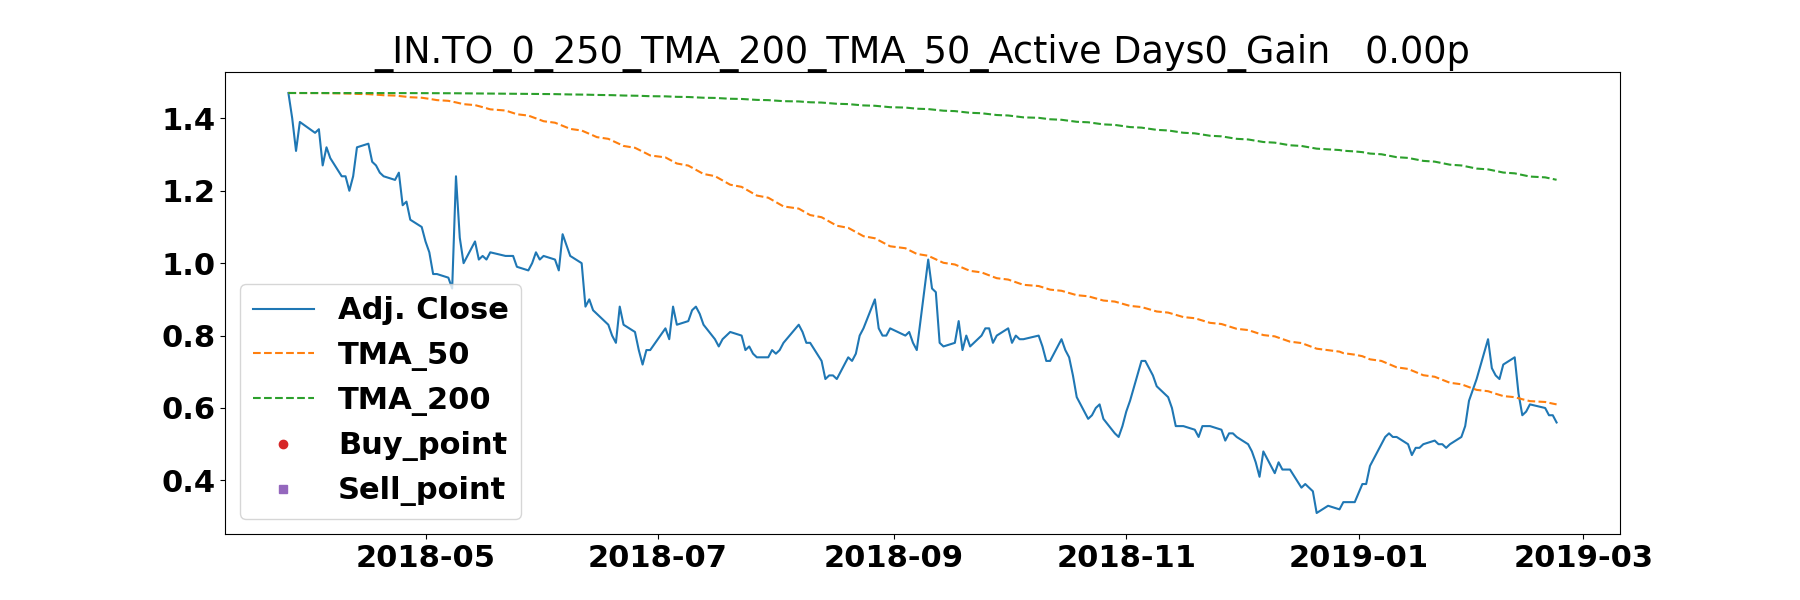 _IN.TO_0_250_TMA_200_TMA_50_Active Days0_Gain   0.00p
1.4
1.2
1.0
0.8
0.6
0.4
Adj. Close
TMA_50
TMA_200
Buy_point
Sell_point
2018-05 2018-07 2018-09 2018-11 2019-01 2019-03